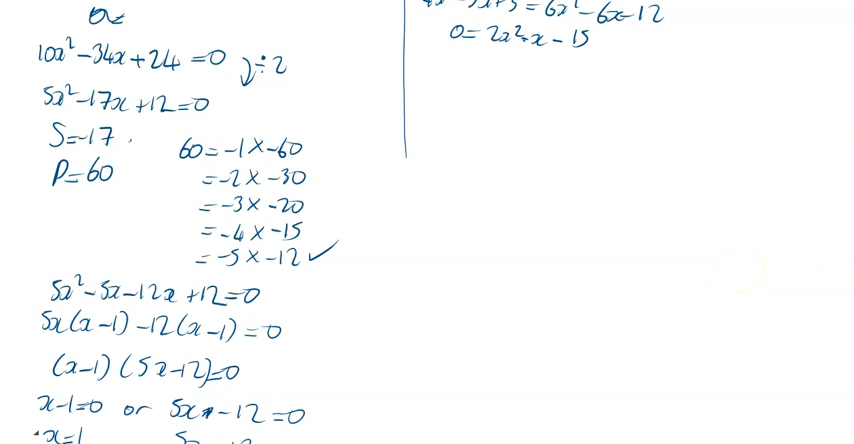 10x² - 34x + 24 = 0 ÷ 2
5x² - 17x + 12 = 0
S = -17
P = 60
60 = -1 × -60
= -2 × -30
= -3 × -20
= -4 × -15
= -5 × -12 ✓
5x² - 5x - 12x + 12 = 0
5x(x - 1) - 12(x - 1) = 0
(x - 1)(5x - 12) = 0
x - 1 = 0 or 5x - 12 = 0
x = 1
= 6x² - 6x - 12
0 = 2x² - x - 15